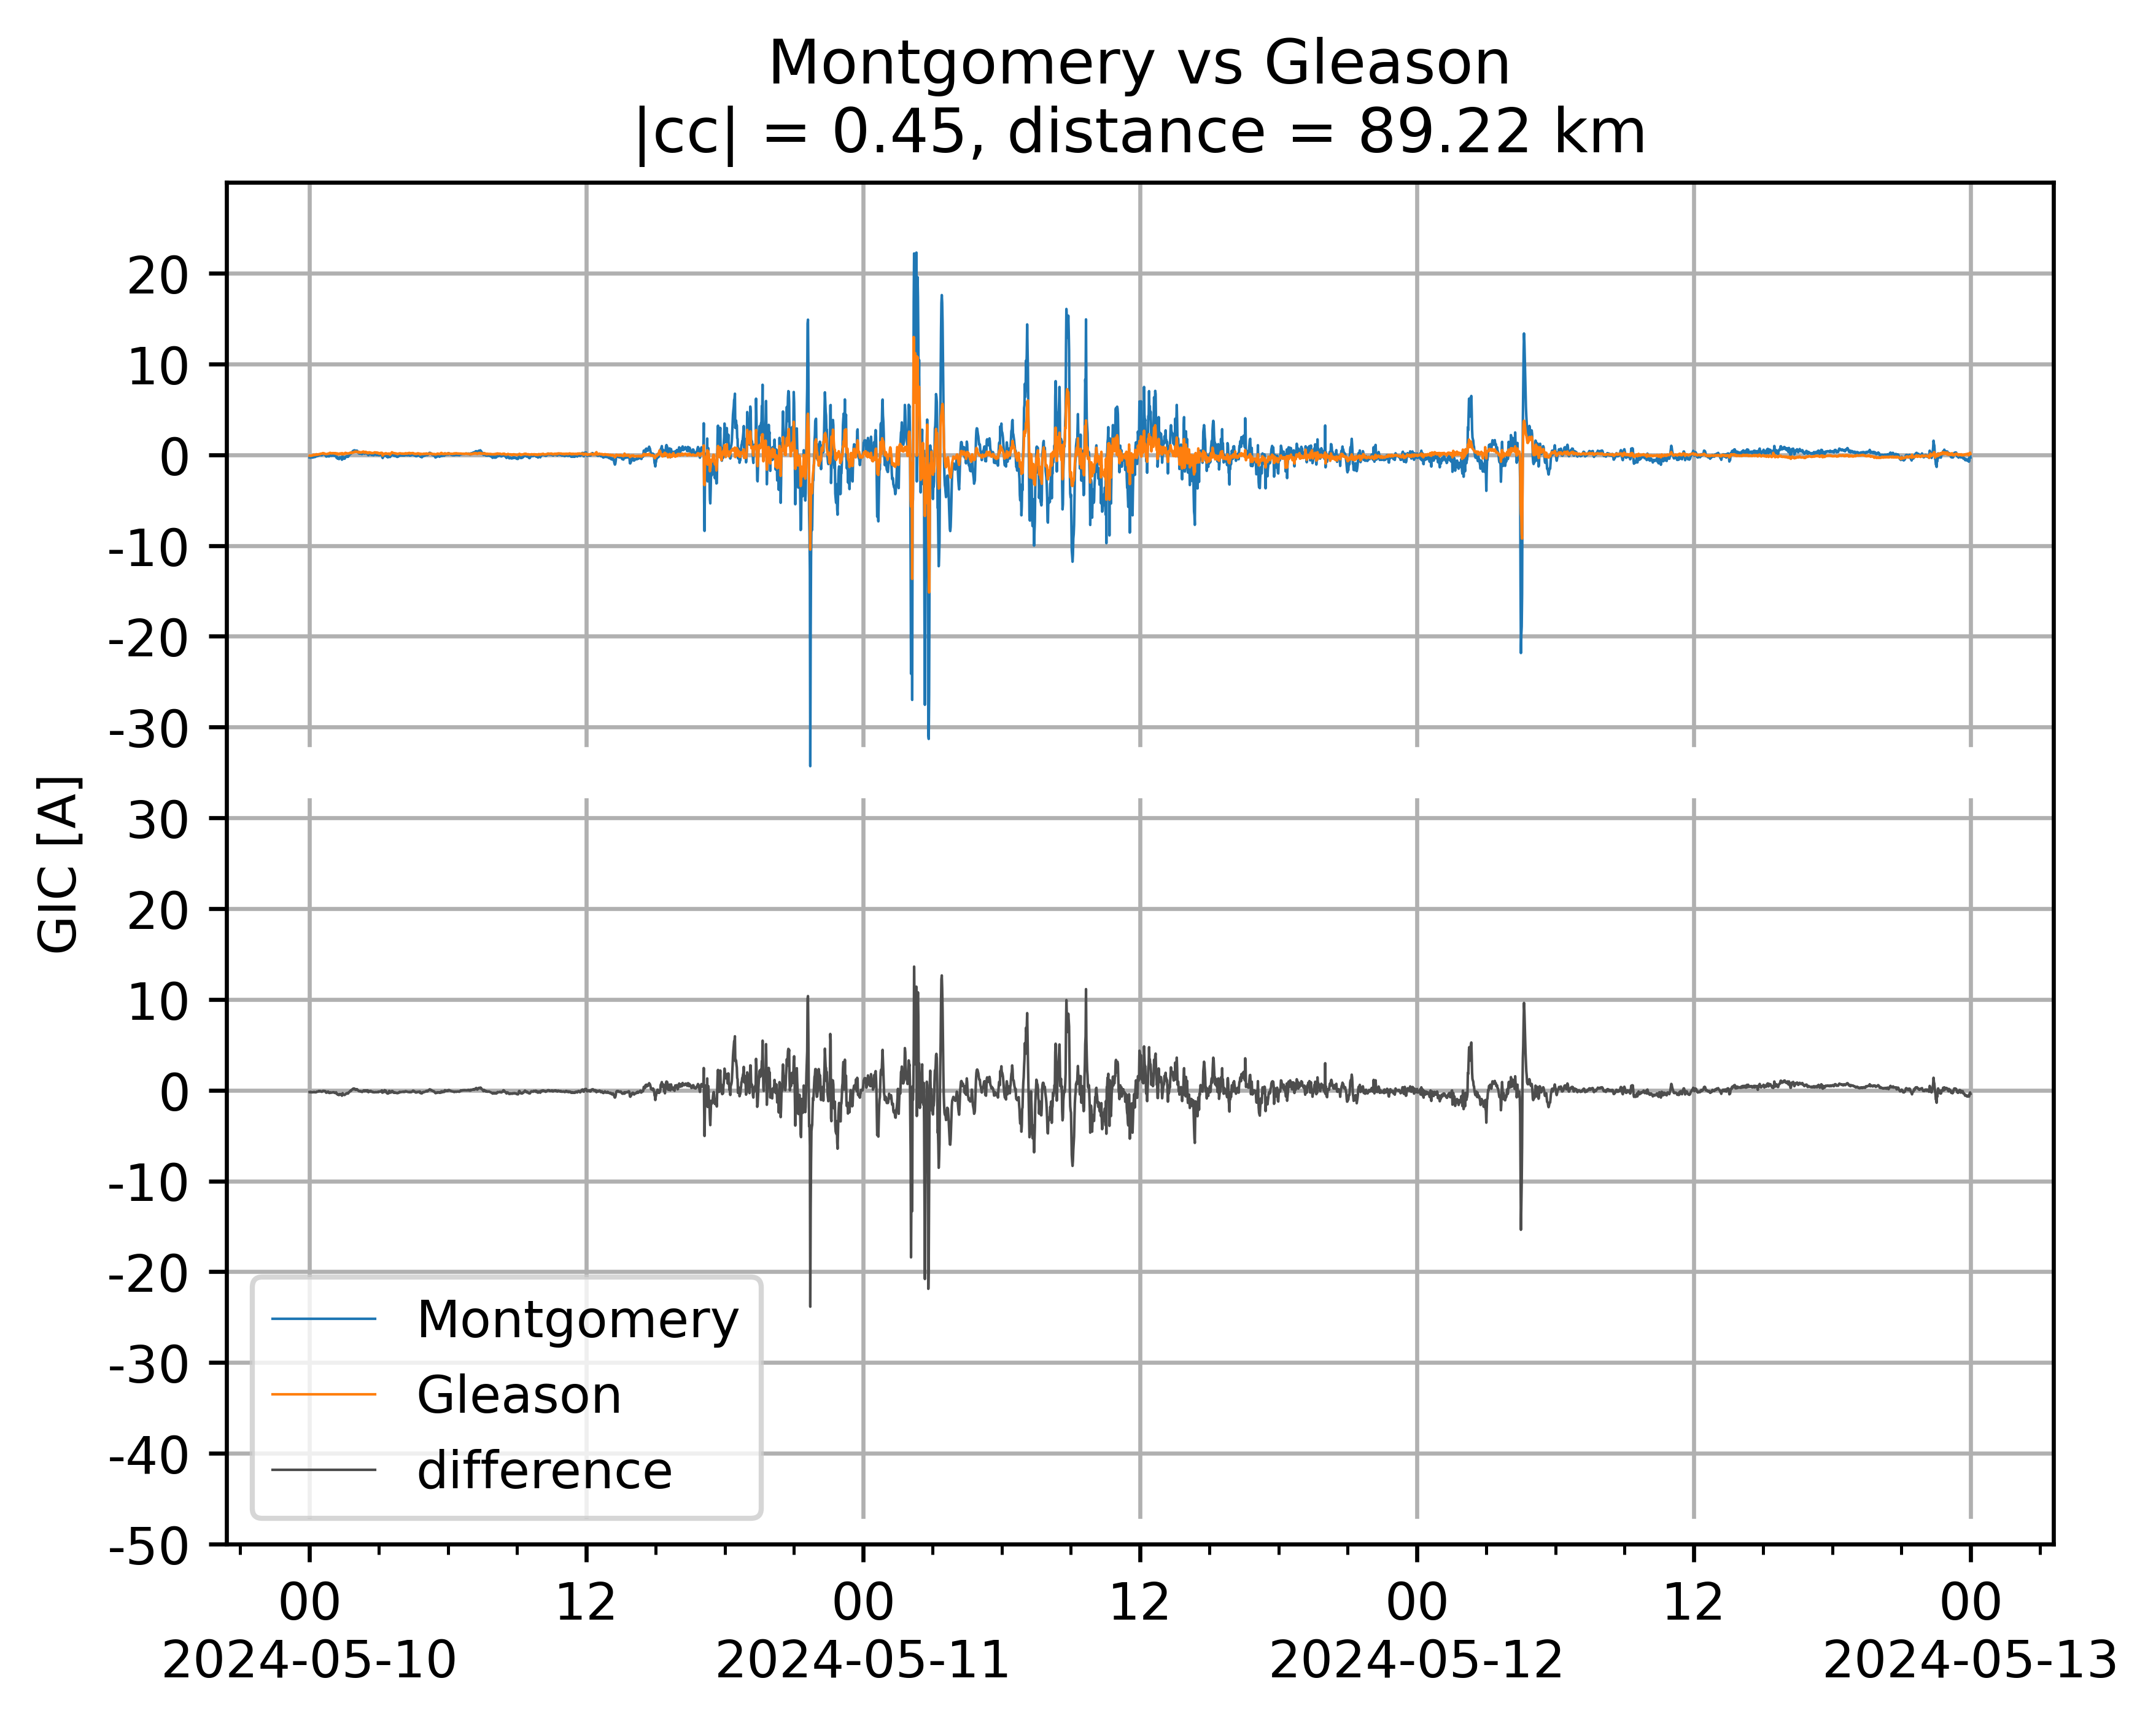 Montgomery vs Gleason
|cc| = 0.45, distance = 89.22 km
GIC [A]
20
10
0
-10
-20
-30
30
20
10
0
-10
-20
-30
-40
-50
Montgomery
Gleason
difference
00 12 00 12 00 12 00
2024-05-10 2024-05-11 2024-05-12 2024-05-13